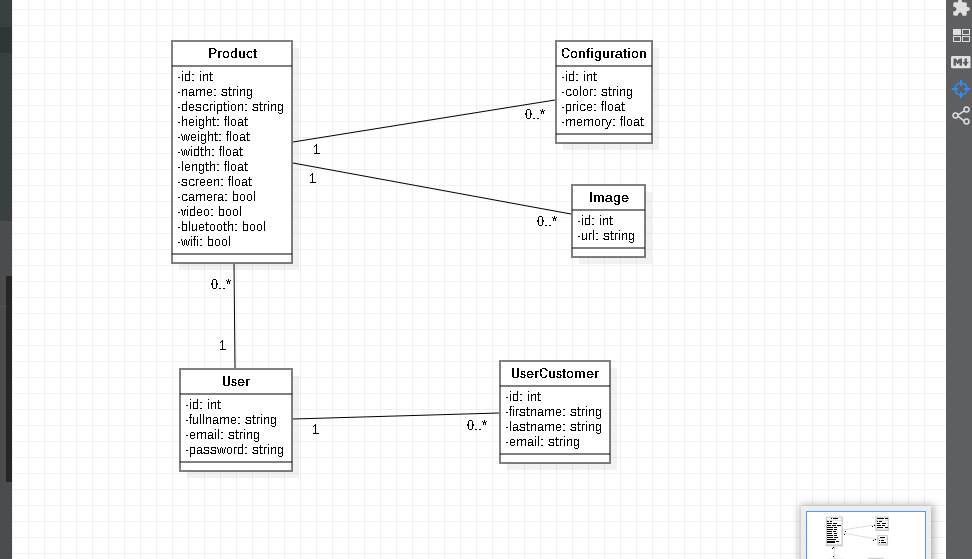 Product
-id: int
-name: string
-description: string
-height: float
-weight: float
-width: float
-length: float
-screen: float
-camera: bool
-video: bool
-bluetooth: bool
-wifi: bool
Configuration
-id: int
-color: string
-price: float
-memory: float
1
0..*
1
0..*
Image
-id: int
-url: string
0..*
1
User
-id: int
-fullname: string
-email: string
-password: string
1
0..*
UserCustomer
-id: int
-firstname: string
-lastname: string
-email: string
M